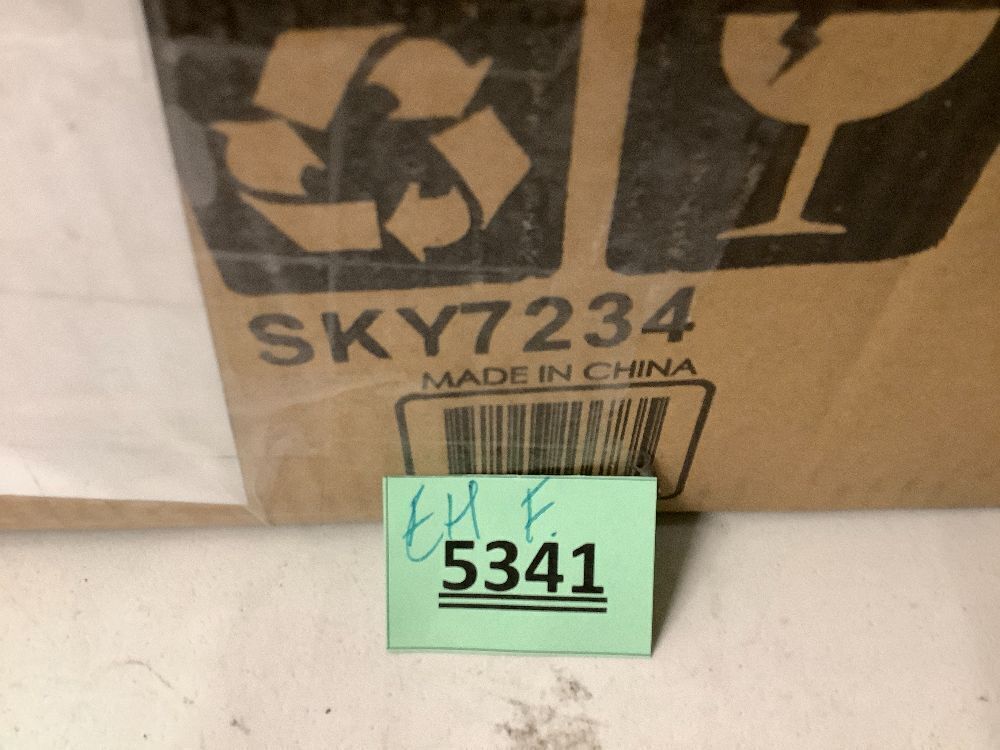 SKY7234
MADE IN CHINA
EH F.
5341